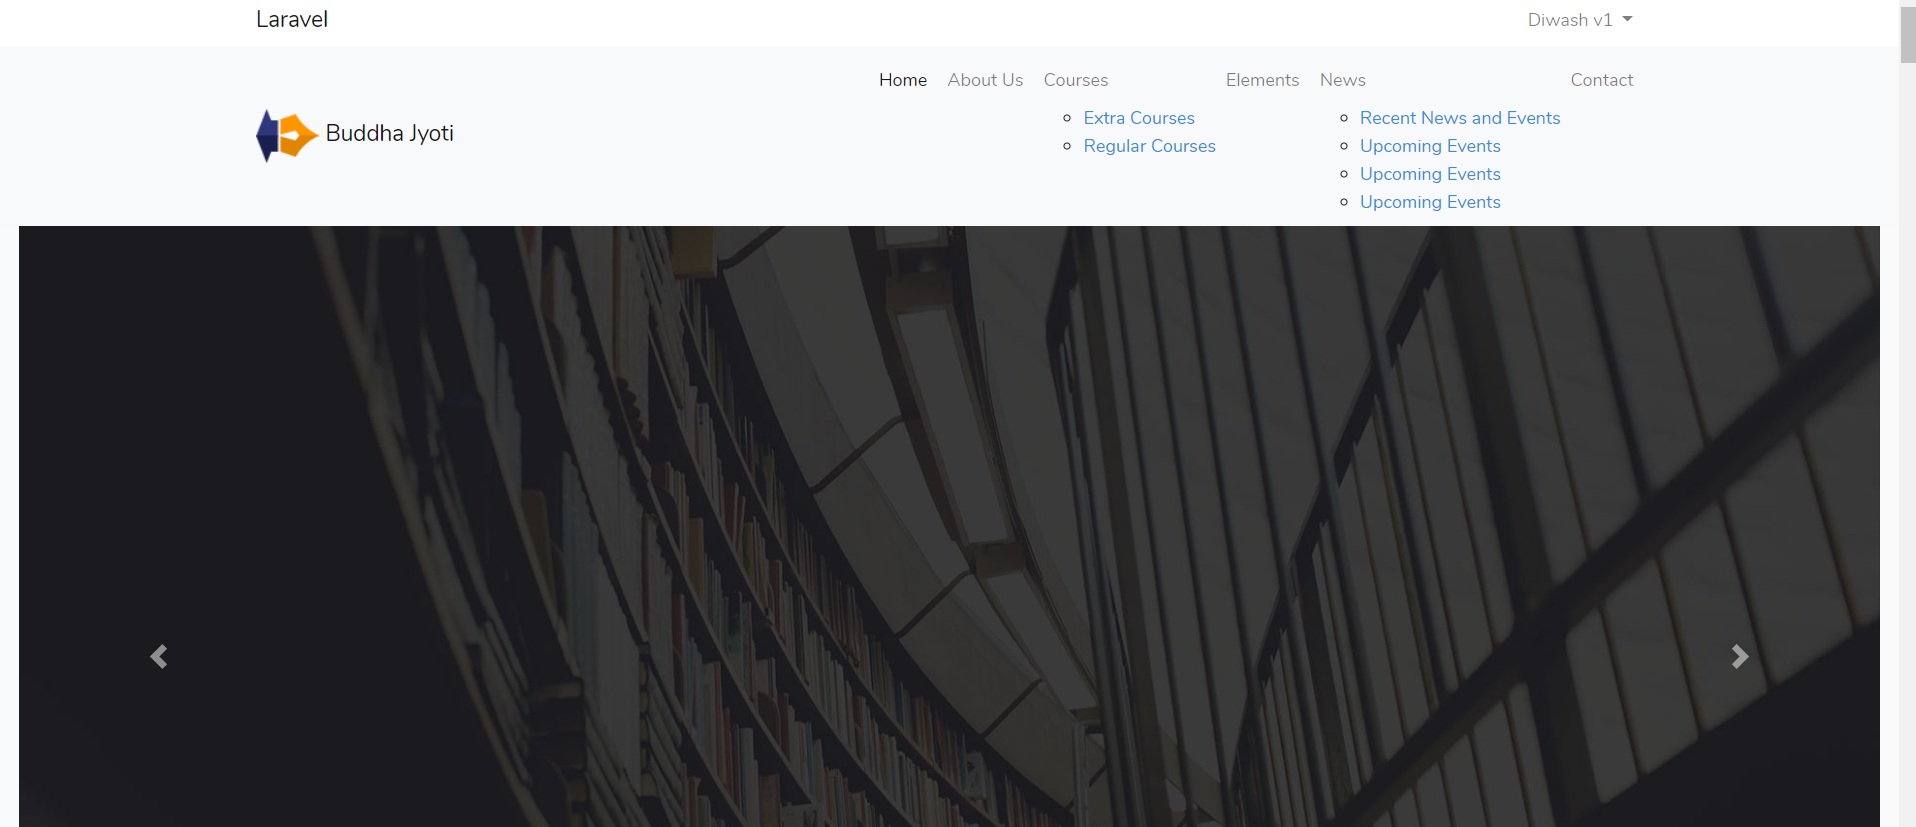 Laravel
Diwash v1
Home About Us Courses Elements News Contact
Buddha Jyoti
Extra Courses
Regular Courses
Recent News and Events
Upcoming Events
Upcoming Events
Upcoming Events